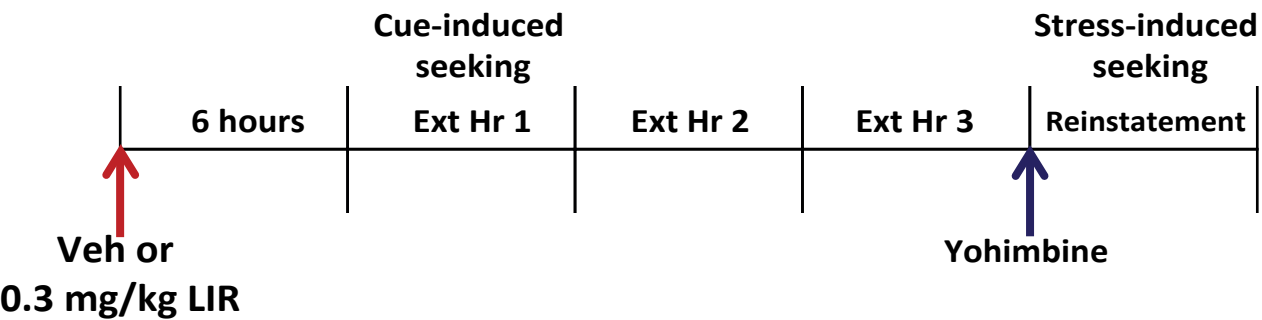 Cue-induced
seeking
Stress-induced
seeking
6 hours
Ext Hr 1
Ext Hr 2
Ext Hr 3
Reinstatement
Veh or
0.3 mg/kg LIR
Yohimbine